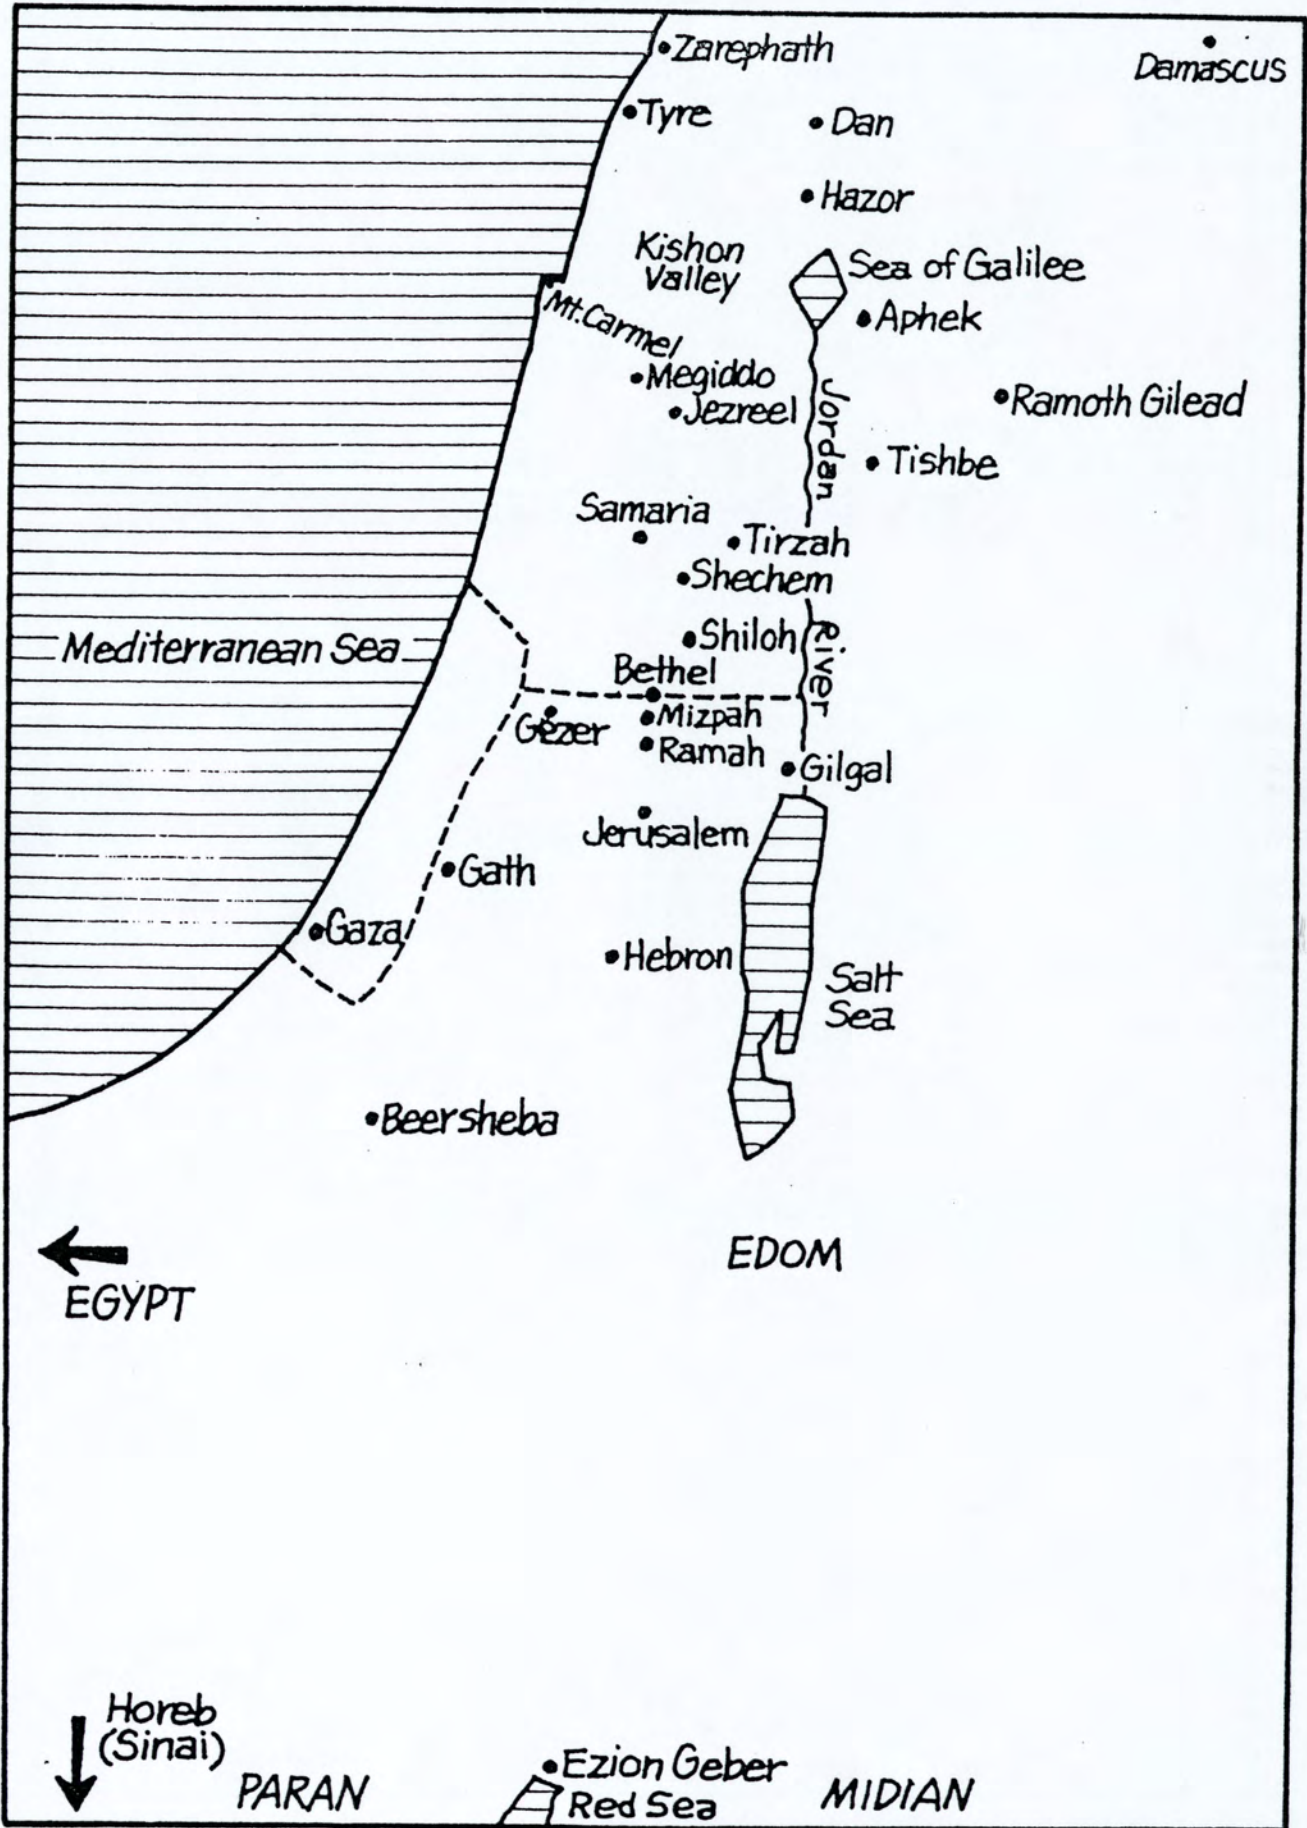 Zarephath
Damascus
Tyre
Dan
Hazor
Kishon
Valley
Sea of Galilee
Mt. Carmel
Aphek
Megiddo
Jezreel
Jordan
Ramoth Gilead
Tishbe
Samaria
Tirzah
Shechem
Mediterranean Sea
Shiloh
River
Bethel
Gezer
Mizpah
Ramah
Gilgal
Jerusalem
Gath
Gaza
Hebron
Salt
Sea
Beersheba
EDOM
EGYPT
Horeb
(Sinai)
PARAN
Ezion Geber
Red Sea
MIDIAN